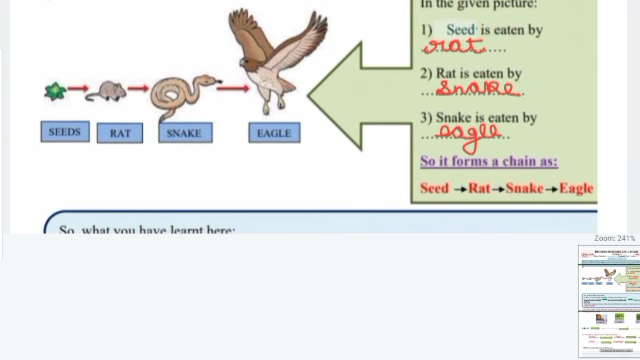 In the given picture:
1) Seed is eaten by
rat
2) Rat is eaten by
snake
3) Snake is eaten by
eagle
So it forms a chain as:
Seed →Rat→Snake→Eagle
SEEDS RAT SNAKE EAGLE
So, what you have learnt here:
Zoom: 241%